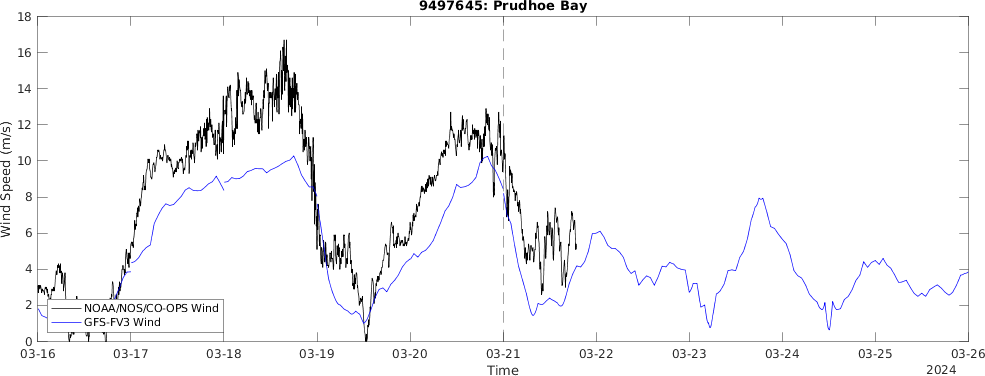 9497645: Prudhoe Bay
Wind Speed (m/s)
18
16
14
12
10
8
6
4
2
0
NOAA/NOS/CO-OPS Wind
GFS-FV3 Wind
03-16 03-17 03-18 03-19 03-20 03-21 03-22 03-23 03-24 03-25 03-26
Time
2024